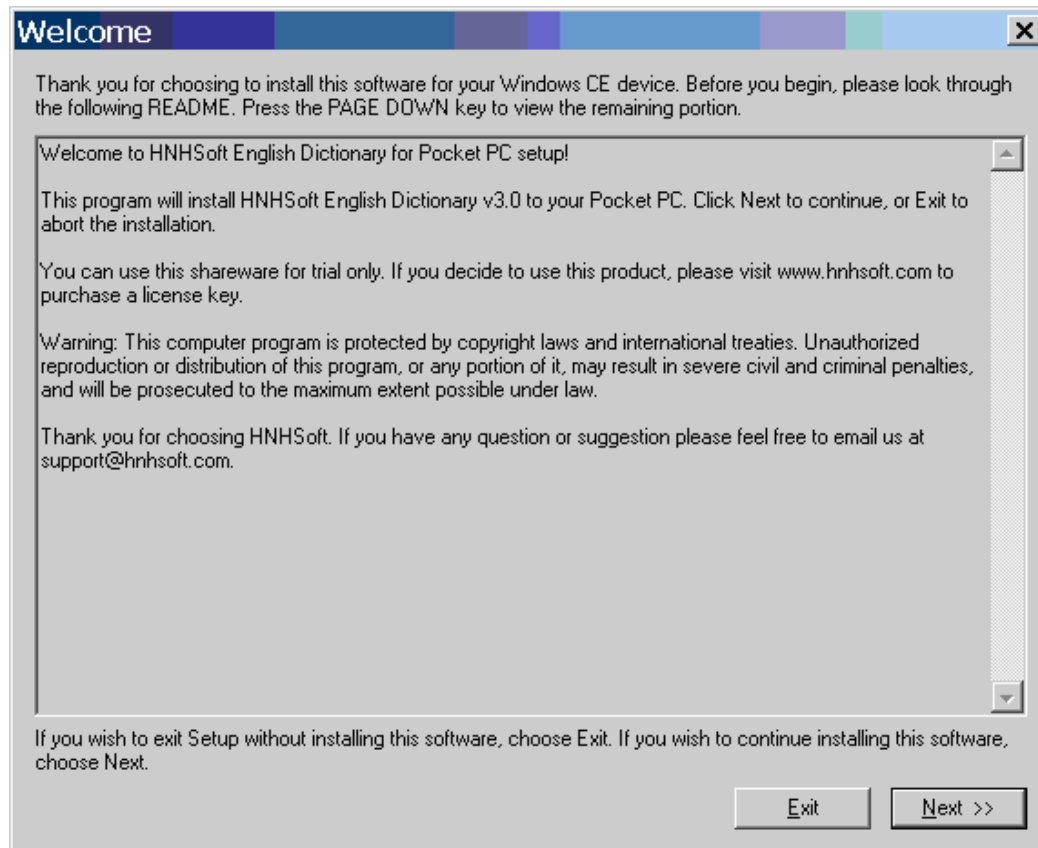 Welcome
Thank you for choosing to install this software for your Windows CE device. Before you begin, please look through
the following README. Press the PAGE DOWN key to view the remaining portion.
Welcome to HNHSoft English Dictionary for Pocket PC setup!
This program will install HNHSoft English Dictionary v3.0 to your Pocket PC. Click Next to continue, or Exit to
abort the installation.
You can use this shareware for trial only. If you decide to use this product, please visit www.hnhsoft.com to
purchase a license key.
Warning: This computer program is protected by copyright laws and international treaties. Unauthorized
reproduction or distribution of this program, or any portion of it, may result in severe civil and criminal penalties,
and will be prosecuted to the maximum extent possible under law.
Thank you for choosing HNHSoft. If you have any question or suggestion please feel free to email us at
support@hnhsoft.com.
If you wish to exit Setup without installing this software, choose Exit. If you wish to continue installing this software,
choose Next.
Exit
Next >>